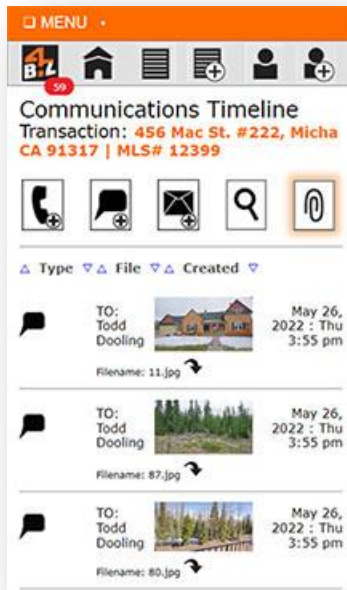 MENU
4BIZ
59
Communications Timeline
Transaction: 456 Mac St. #222, Micha
CA 91317 | MLS# 12399
Type File Created
TO:
Todd
Dooling
May 26,
2022 : Thu
3:55 pm
Filename: 11.jpg
TO:
Todd
Dooling
May 26,
2022 : Thu
3:55 pm
Filename: 87.jpg
TO:
Todd
Dooling
May 26,
2022 : Thu
3:55 pm
Filename: 80.jpg